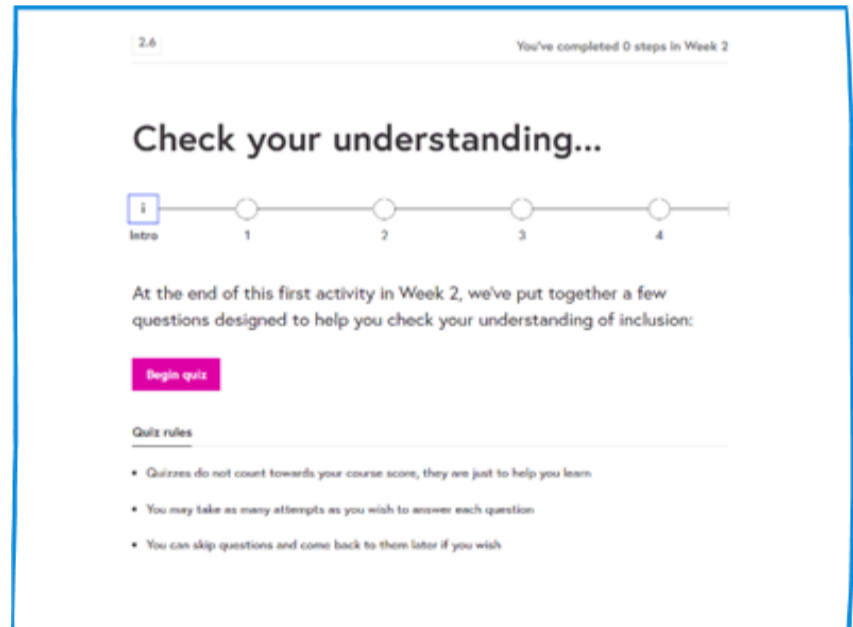 2.6
You've completed 0 steps in Week 2
Check your understanding...
i
Intro
1
2
3
4
At the end of this first activity in Week 2, we've put together a few
questions designed to help you check your understanding of inclusion:
Begin quiz
Quiz rules
• Quizzes do not count towards your course score, they are just to help you learn
• You may take as many attempts as you wish to answer each question
• You can skip questions and come back to them later if you wish